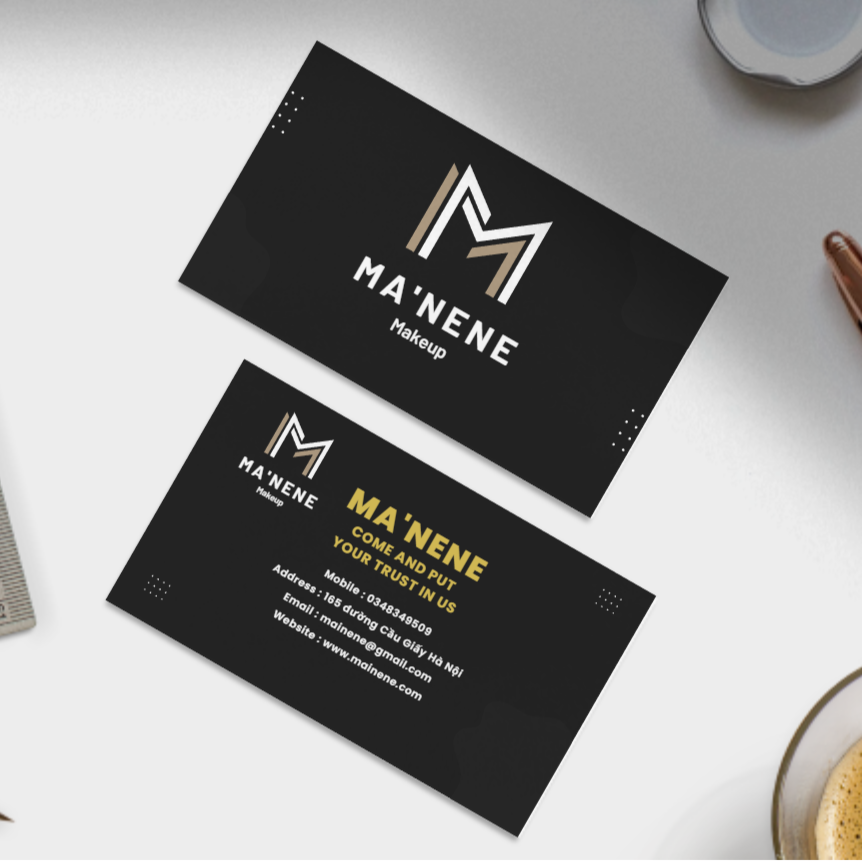 MA'NENE
Makeup
MA'NENE
Makeup
MA'NENE
COME AND PUT
YOUR TRUST IN US
Mobile : 0348349509
Address : 165 đường Cầu Giấy Hà Nội
Email : mainene@gmail.com
Website : www.mainene.com